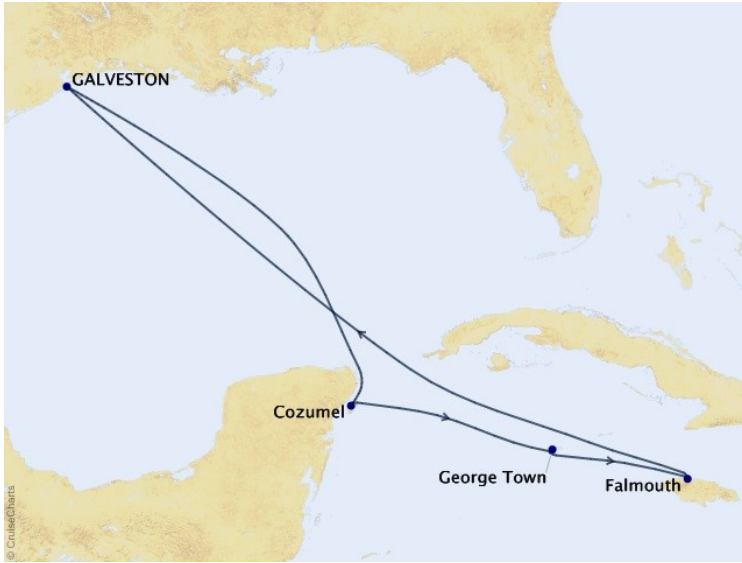 GALVESTON
Cozumel
George Town
Falmouth
© CruiseCharts